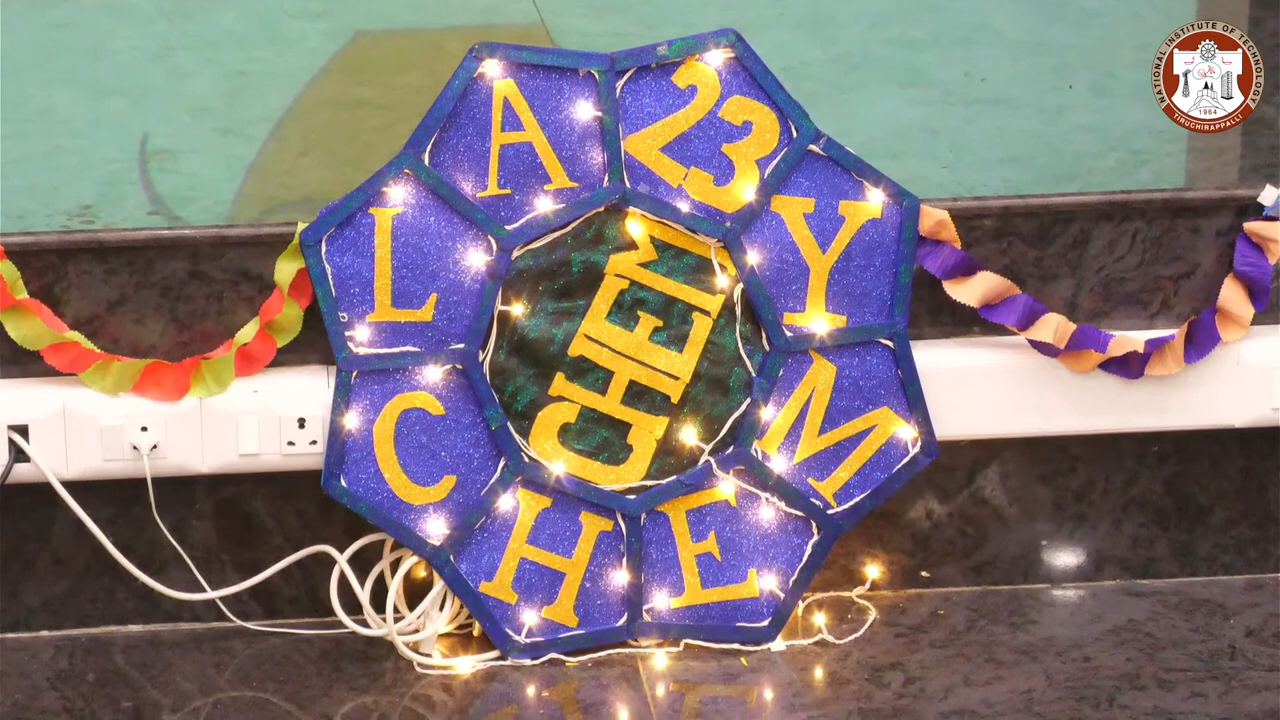 ALCHEMY 23
CHEM
NATIONAL INSTITUTE OF TECHNOLOGY
1964
TIRUCHIRAPPALLI